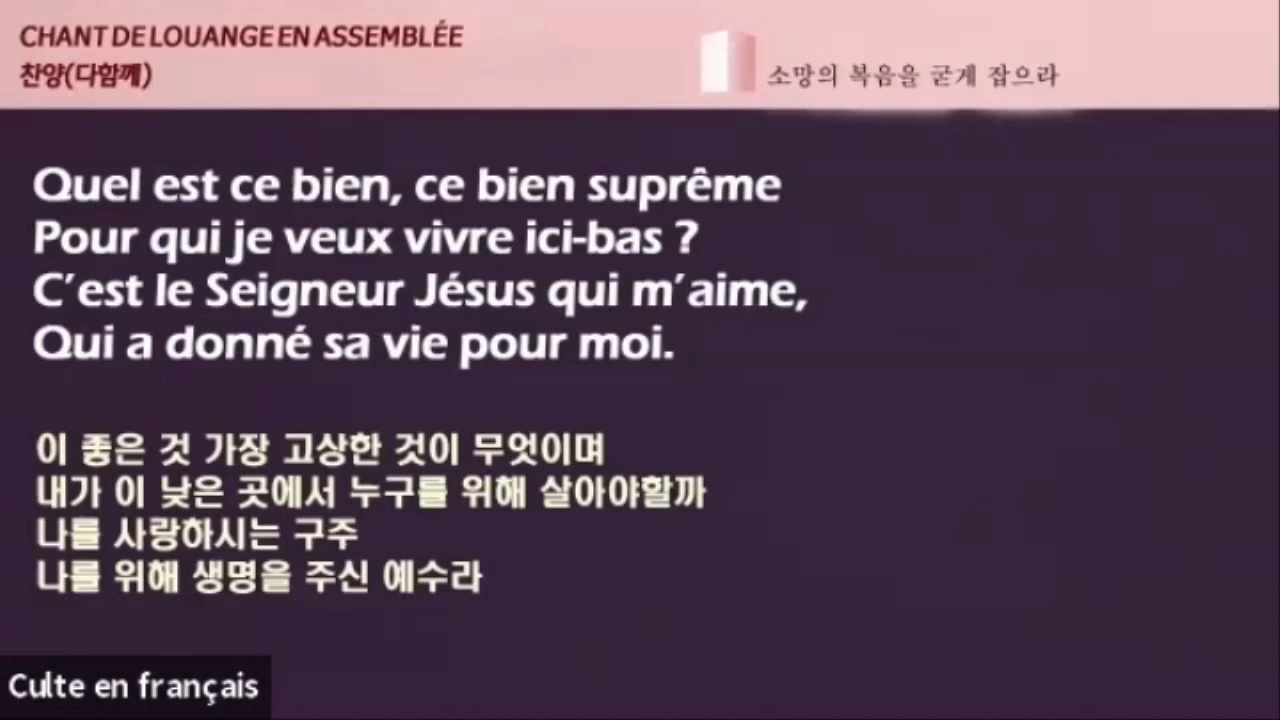 CHANT DE LOUANGE EN ASSEMBLÉE
찬양(다함께)
소망의 복음을 굳게 잡으라
Quel est ce bien, ce bien suprême
Pour qui je veux vivre ici-bas ?
C’est le Seigneur Jésus qui m’aime,
Qui a donné sa vie pour moi.
이 좋은 것 가장 고상한 것이 무엇이며
내가 이 낮은 곳에서 누구를 위해 살아야할까
나를 사랑하시는 구주
나를 위해 생명을 주신 예수라
Culte en français